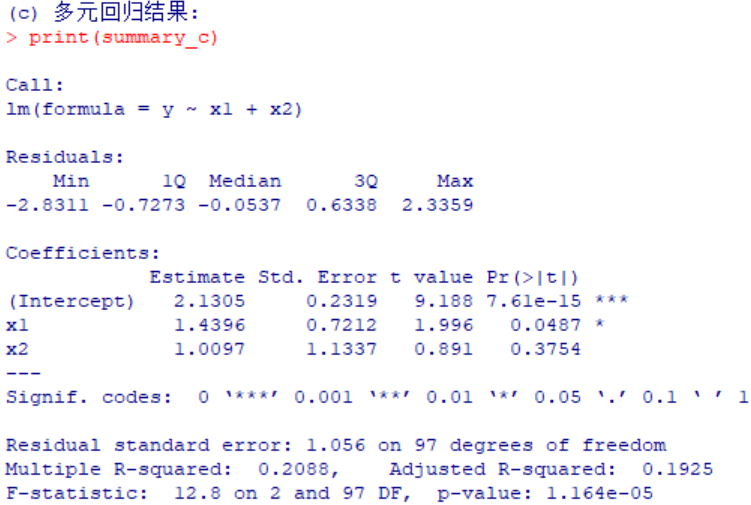 (c) 多元回归结果:
> print(summary_c)
Call:
lm(formula = y ~ x1 + x2)
Residuals:
    Min      1Q  Median      3Q     Max
-2.8311 -0.7273 -0.0537  0.6338  2.3359
Coefficients:
            Estimate Std. Error t value Pr(>|t|)
(Intercept)   2.1305     0.2319   9.188 7.61e-15 ***
x1            1.4396     0.7212   1.996   0.0487 *
x2            1.0097     1.1337   0.891   0.3754
---
Signif. codes:  0 ‘***’ 0.001 ‘**’ 0.01 ‘*’ 0.05 ‘.’ 0.1 ‘ ’ 1
Residual standard error: 1.056 on 97 degrees of freedom
Multiple R-squared:  0.2088,    Adjusted R-squared:  0.1925
F-statistic:  12.8 on 2 and 97 DF,  p-value: 1.164e-05